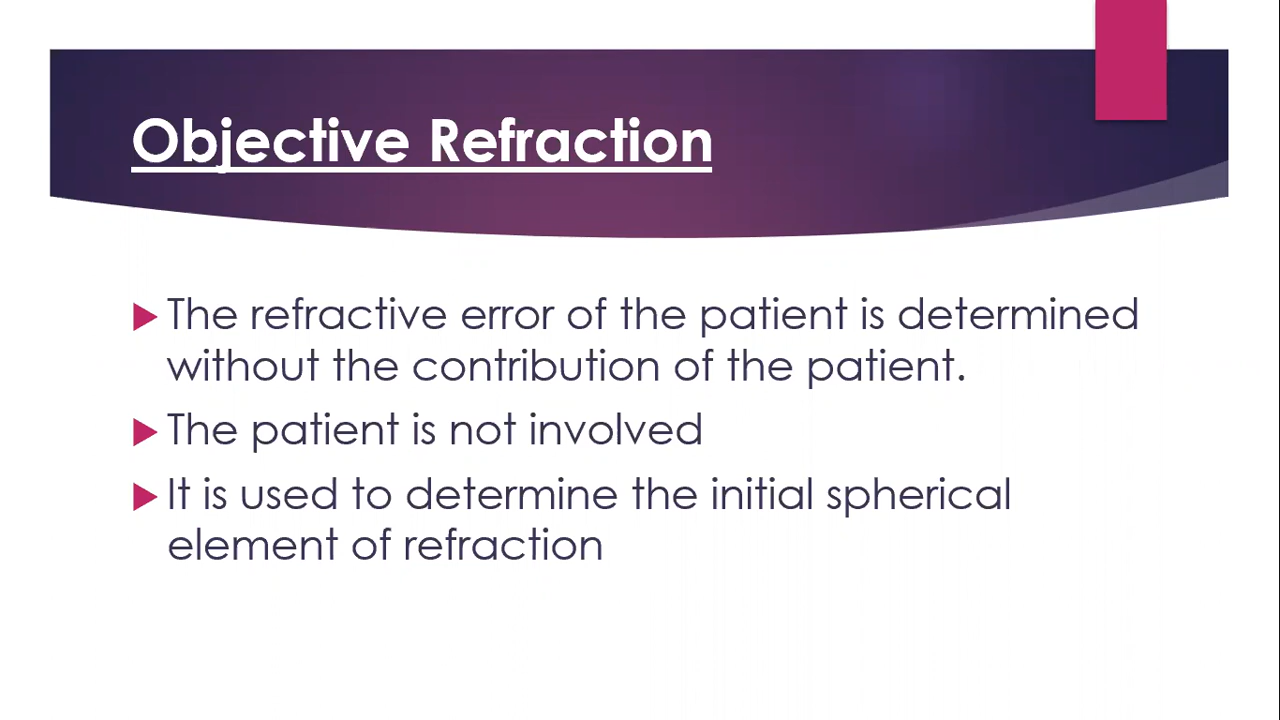 Objective Refraction
The refractive error of the patient is determined
without the contribution of the patient.
The patient is not involved
It is used to determine the initial spherical
element of refraction